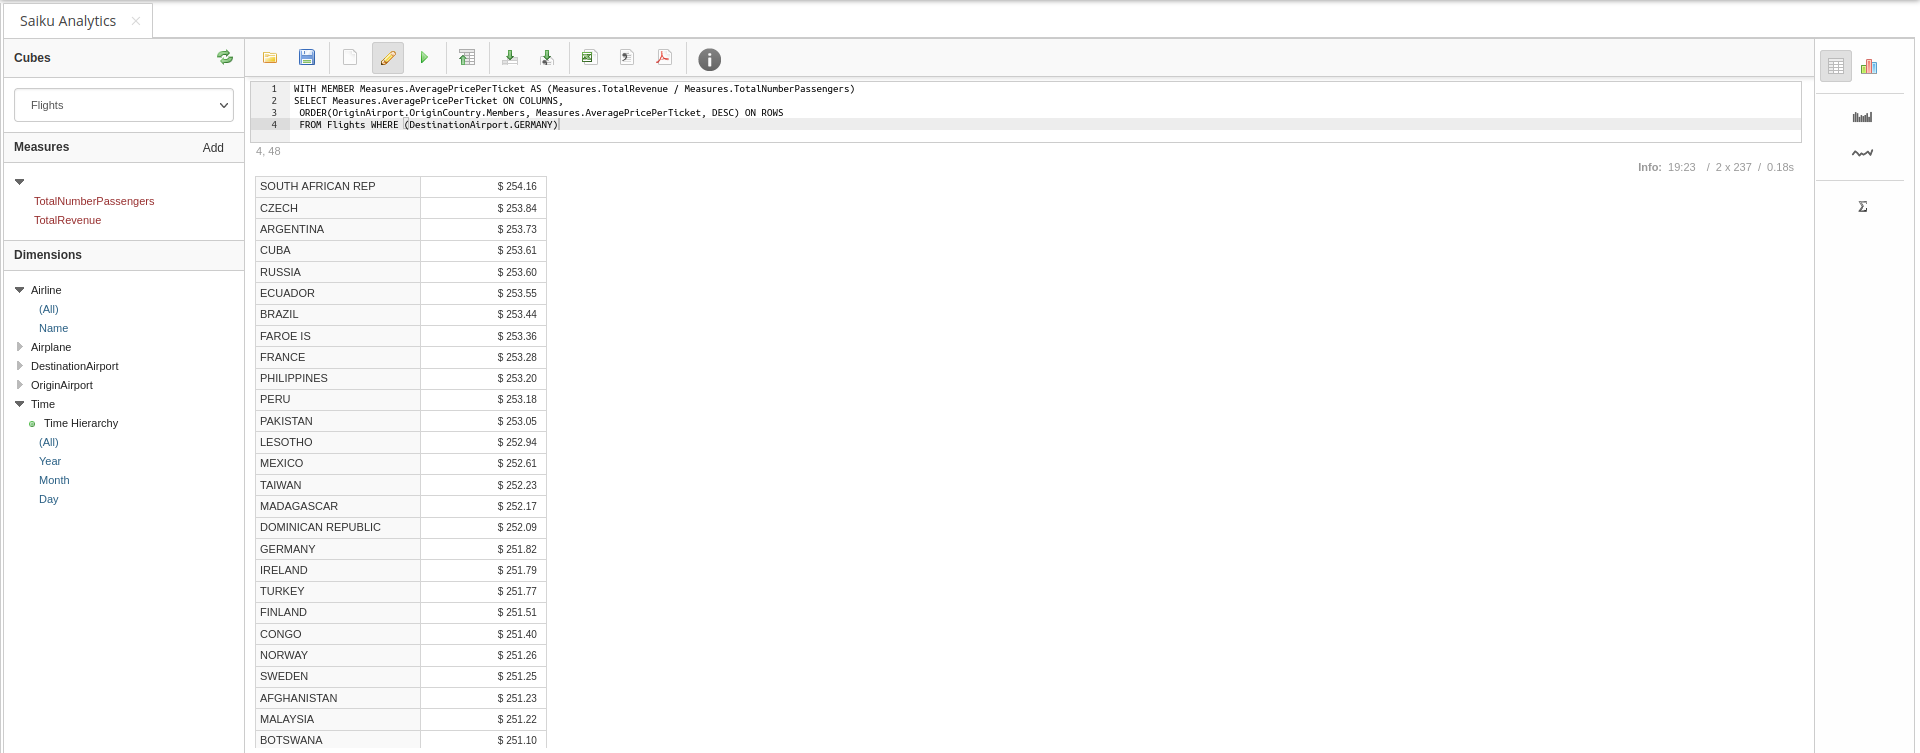 Saiku Analytics ×
Cubes
Flights
Measures Add
TotalNumberPassengers
TotalRevenue
Dimensions
Airline
(All)
Name
Airplane
DestinationAirport
OriginAirport
Time
Time Hierarchy
(All)
Year
Month
Day
1 WITH MEMBER Measures.AveragePricePerTicket AS (Measures.TotalRevenue / Measures.TotalNumberPassengers)
2 SELECT Measures.AveragePricePerTicket ON COLUMNS,
3 ORDER(OriginAirport.OriginCountry.Members, Measures.AveragePricePerTicket, DESC) ON ROWS
4 FROM Flights WHERE (DestinationAirport.GERMANY)
4, 48
Info: 19:23 / 2 x 237 / 0.18s
SOUTH AFRICAN REP $ 254.16
CZECH $ 253.84
ARGENTINA $ 253.73
CUBA $ 253.61
RUSSIA $ 253.60
ECUADOR $ 253.55
BRAZIL $ 253.44
FAROE IS $ 253.36
FRANCE $ 253.28
PHILIPPINES $ 253.20
PERU $ 253.18
PAKISTAN $ 253.05
LESOTHO $ 252.94
MEXICO $ 252.61
TAIWAN $ 252.23
MADAGASCAR $ 252.17
DOMINICAN REPUBLIC $ 252.09
GERMANY $ 251.82
IRELAND $ 251.79
TURKEY $ 251.77
FINLAND $ 251.51
CONGO $ 251.40
NORWAY $ 251.26
SWEDEN $ 251.25
AFGHANISTAN $ 251.23
MALAYSIA $ 251.22
BOTSWANA $ 251.10
Σ